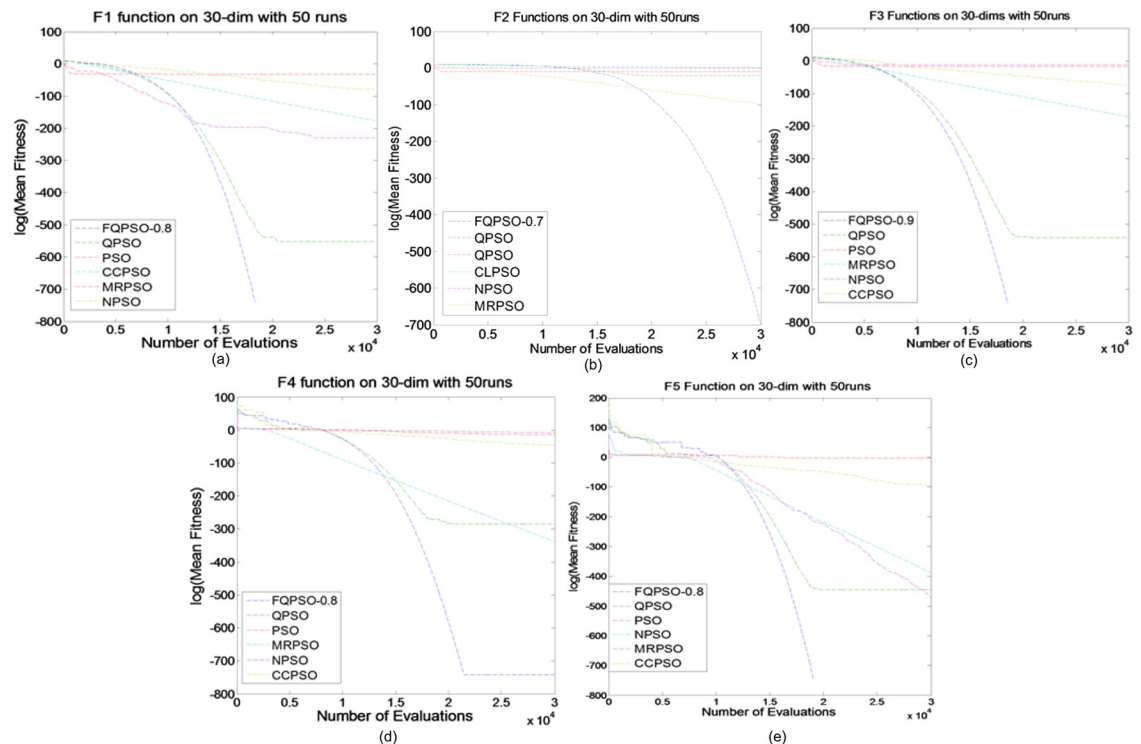 F1 function on 30-dim with 50 runs
100
0
-100
-200
-300
-400
-500
-600
-700
-800
log(Mean Fitness)
FQPSO-0.8
QPSO
PSO
CCPSO
MRPSO
NPSO
0 0.5 1 1.5 2 2.5 3
x 10^4
Number of Evalutions
(a)
F2 Functions on 30-dim with 50runs
100
0
-100
-200
-300
-400
-500
-600
-700
log(Mean Fitness)
FQPSO-0.7
QPSO
QPSO
CLPSO
NPSO
MRPSO
0 0.5 1 1.5 2 2.5 3
x 10^4
Number of Evalutions
(b)
F3 Functions on 30-dims with 50runs
100
0
-100
-200
-300
-400
-500
-600
-700
-800
log(Mean Fitness)
FQPSO-0.9
QPSO
PSO
MRPSO
NPSO
CCPSO
0 0.5 1 1.5 2 2.5 3
x 10^4
Number of Evalutions
(c)
F4 function on 30-dim with 50runs
100
0
-100
-200
-300
-400
-500
-600
-700
-800
log(Mean Fitness)
FQPSO-0.8
QPSO
PSO
MRPSO
NPSO
CCPSO
0 0.5 1 1.5 2 2.5 3
x 10^4
Number of Evalutions
(d)
F5 Function on 30-dim with 50runs
200
100
0
-100
-200
-300
-400
-500
-600
-700
-800
log(Mean Fitness)
FQPSO-0.8
QPSO
PSO
NPSO
MRPSO
CCPSO
0 0.5 1 1.5 2 2.5 3
x 10^4
Number of Evalutions
(e)